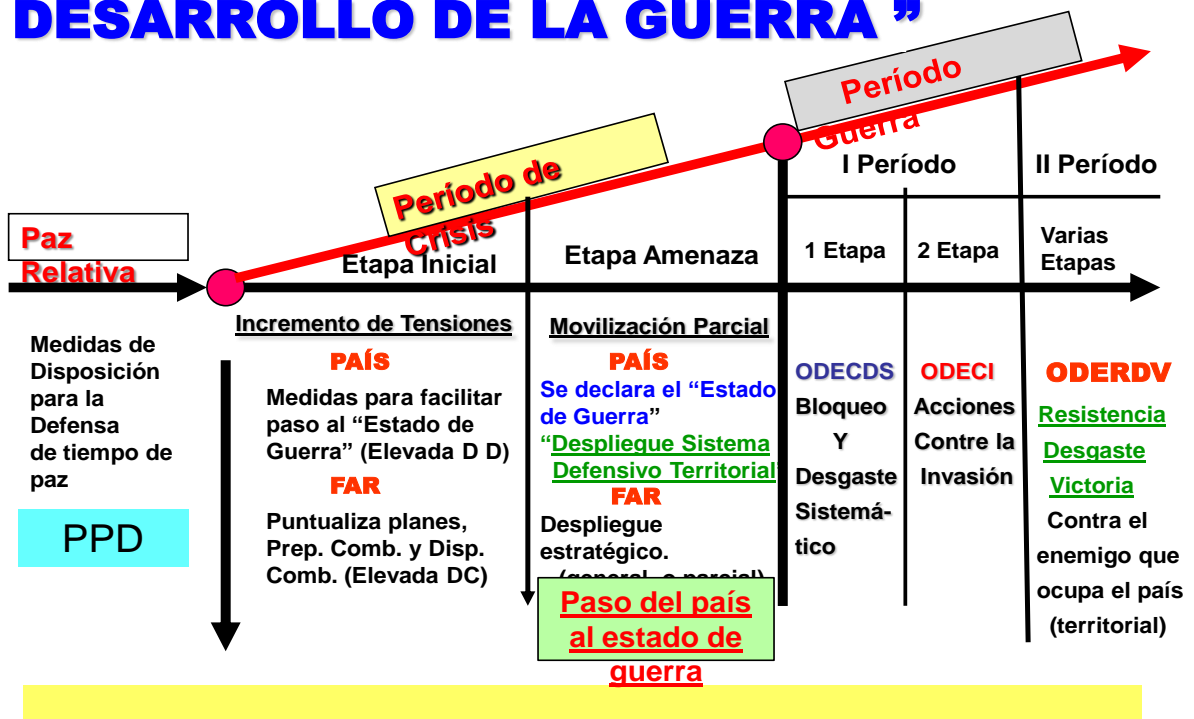 DESARROLLO DE LA GUERRA ”
Período
Guerra
I Período
II Período
Período de
Crisis
Paz
Relativa
Etapa Inicial
Etapa Amenaza
1 Etapa
2 Etapa
Varias
Etapas
Medidas de
Disposición
para la
Defensa
de tiempo de
paz
PPD
Incremento de Tensiones
PAÍS
Medidas para facilitar
paso al “Estado de
Guerra” (Elevada D D)
FAR
Puntualiza planes,
Prep. Comb. y Disp.
Comb. (Elevada DC)
Movilización Parcial
PAÍS
Se declara el “Estado
de Guerra”
“Despliegue Sistema
Defensivo Territorial”
FAR
Despliegue
estratégico.
(general o parcial)
Paso del país
al estado de
guerra
ODECDS
Bloqueo
Y
Desgaste
Sistemá-
tico
ODECI
Acciones
Contre la
Invasión
ODERDV
Resistencia
Desgaste
Victoria
Contra el
enemigo que
ocupa el país
(territorial)